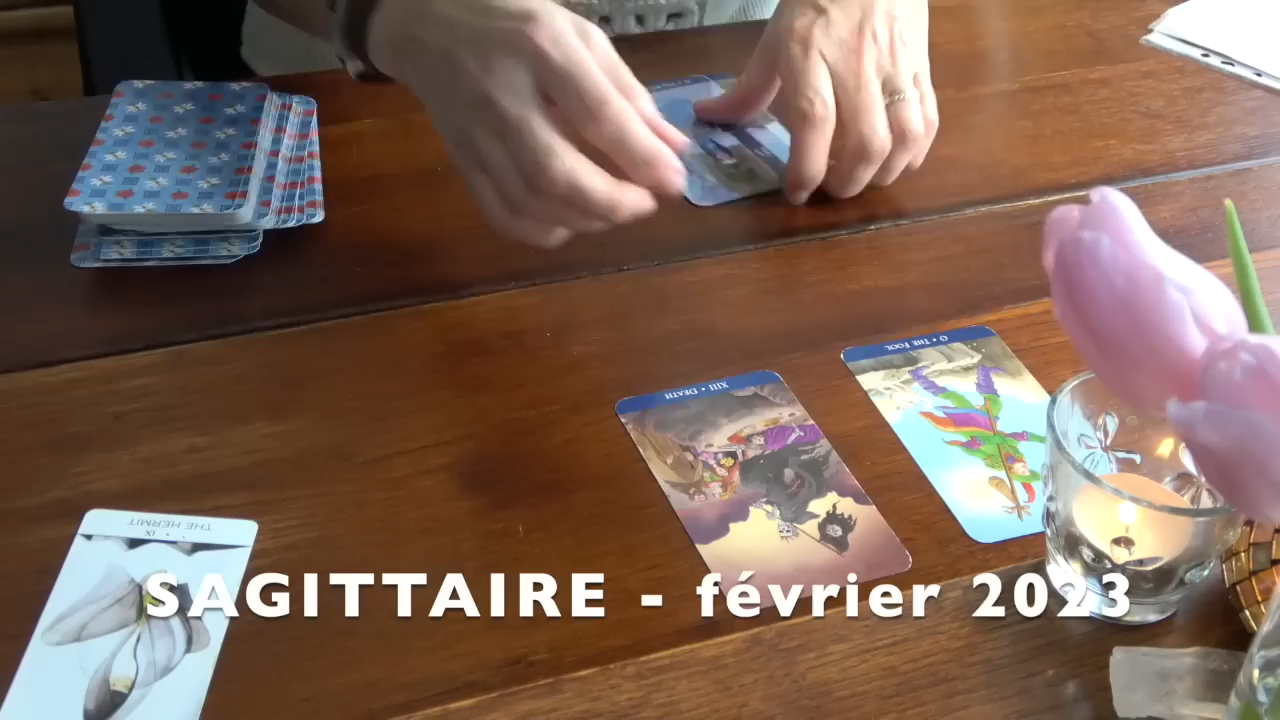 0 • THE FOOL
XIII • DEATH
THE HERMIT
IX
SAGITTAIRE - février 2023